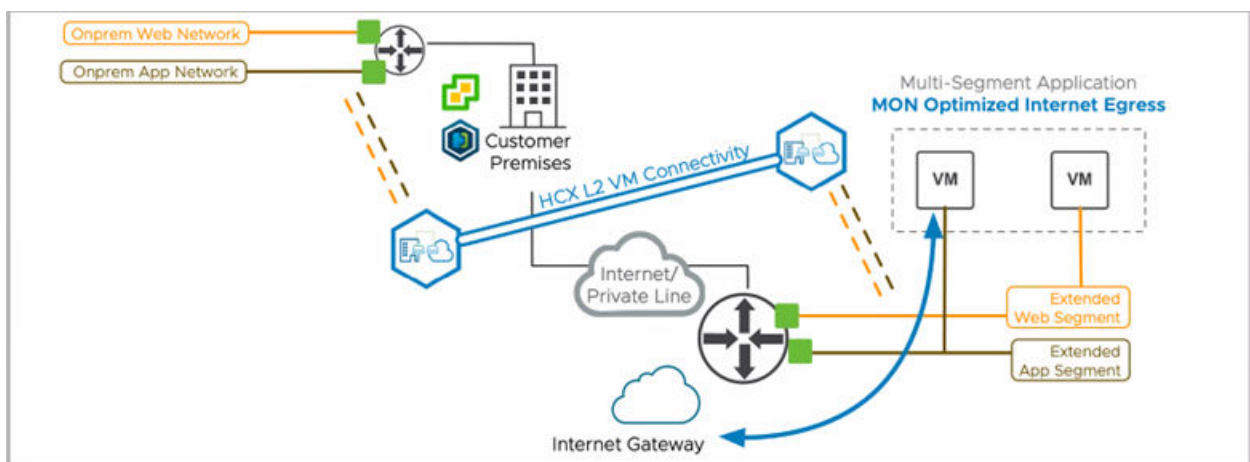 Onprem Web Network
Onprem App Network
Customer
Premises
HCX L2 VM Connectivity
Internet/
Private Line
Multi-Segment Application
MON Optimized Internet Egress
VM
VM
Extended
Web Segment
Extended
App Segment
Internet Gateway